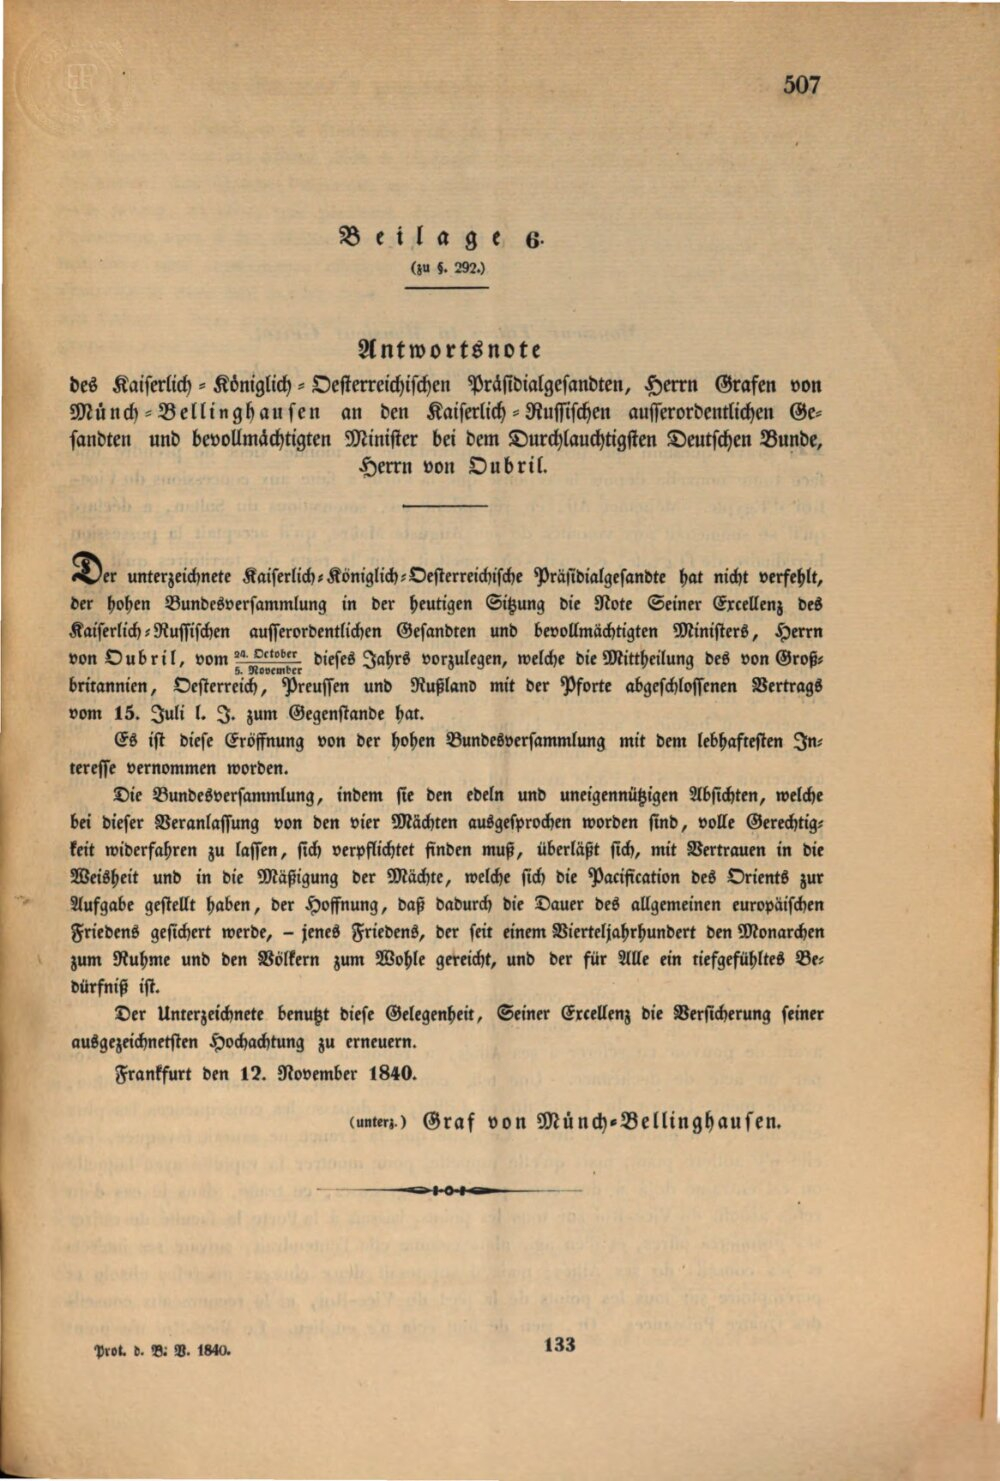 507
Beilage 6.
(zu §. 292.)
Antwortsnote
des Kaiserlich-Königlich-Oesterreichischen Präsidialgesandten, Herrn Grafen von
Münch-Bellinghausen an den Kaiserlich-Russischen ausserordentlichen Ge-
sandten und bevollmächtigten Minister bei dem Durchlauchtigsten Deutschen Bunde,
Herrn von Oubril.
Der unterzeichnete Kaiserlich-Königlich-Oesterreichische Präsidialgesandte hat nicht verfehlt,
der hohen Bundesversammlung in der heutigen Sitzung die Note Seiner Excellenz des
Kaiserlich-Russischen ausserordentlichen Gesandten und bevollmächtigten Ministers, Herrn
von Oubril, vom 24. October/5. November dieses Jahrs vorzulegen, welche die Mittheilung des von Groß-
britannien, Oesterreich, Preussen und Rußland mit der Pforte abgeschlossenen Vertrags
vom 15. Juli l. J. zum Gegenstande hat.
Es ist diese Eröffnung von der hohen Bundesversammlung mit dem lebhaftesten In-
teresse vernommen worden.
Die Bundesversammlung, indem sie den edeln und uneigennützigen Absichten, welche
bei dieser Veranlassung von den vier Mächten ausgesprochen worden sind, volle Gerechtig-
keit widerfahren zu lassen, sich verpflichtet finden muß, überläßt sich, mit Vertrauen in die
Weisheit und in die Mäßigung der Mächte, welche sich die Pacification des Orients zur
Aufgabe gestellt haben, der Hoffnung, daß dadurch die Dauer des allgemeinen europäischen
Friedens gesichert werde, – jenes Friedens, der seit einem Vierteljahrhundert den Monarchen
zum Ruhme und den Völkern zum Wohle gereicht, und der für Alle ein tiefgefühltes Be-
dürfniß ist.
Der Unterzeichnete benutzt diese Gelegenheit, Seiner Excellenz die Versicherung seiner
ausgezeichnetsten Hochachtung zu erneuern.
Frankfurt den 12. November 1840.
(unterz.) Graf von Münch-Bellinghausen.
Prot. d. B: V. 1840.
133